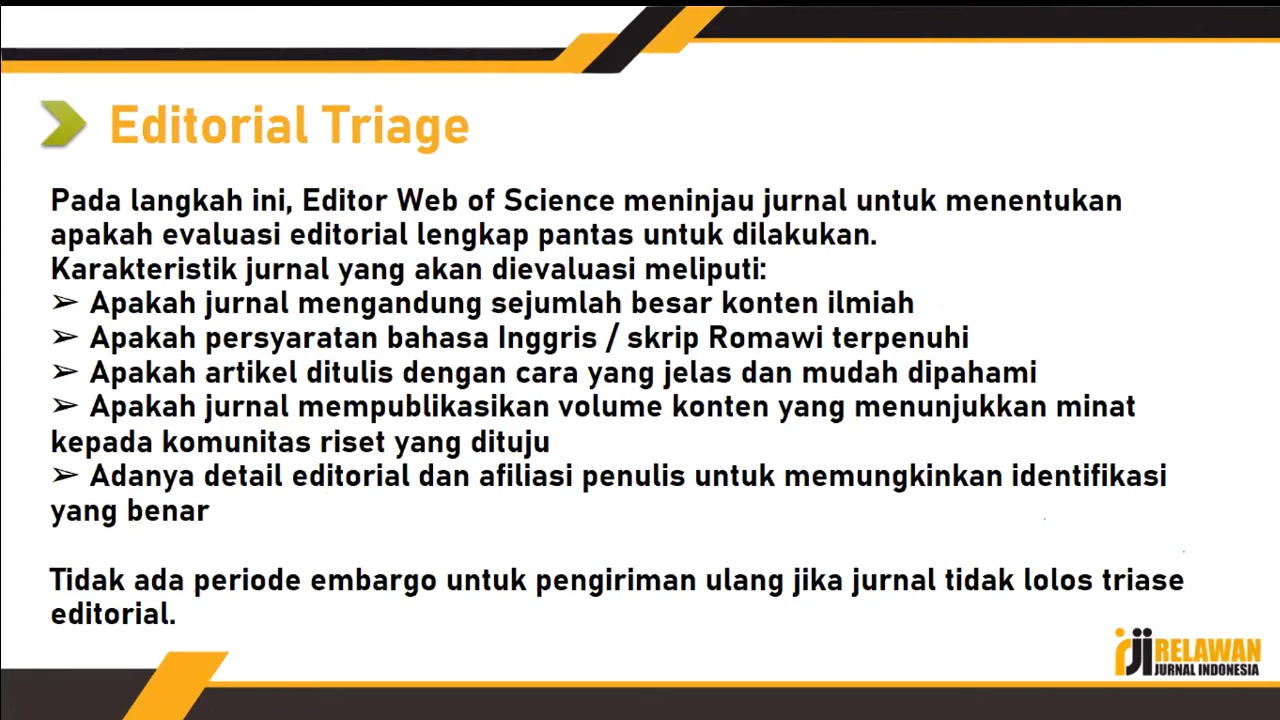 Editorial Triage
Pada langkah ini, Editor Web of Science meninjau jurnal untuk menentukan
apakah evaluasi editorial lengkap pantas untuk dilakukan.
Karakteristik jurnal yang akan dievaluasi meliputi:
➢ Apakah jurnal mengandung sejumlah besar konten ilmiah
➢ Apakah persyaratan bahasa Inggris / skrip Romawi terpenuhi
➢ Apakah artikel ditulis dengan cara yang jelas dan mudah dipahami
➢ Apakah jurnal mempublikasikan volume konten yang menunjukkan minat
kepada komunitas riset yang dituju
➢ Adanya detail editorial dan afiliasi penulis untuk memungkinkan identifikasi
yang benar
Tidak ada periode embargo untuk pengiriman ulang jika jurnal tidak lolos triase
editorial.
rji RELAWAN
JURNAL INDONESIA